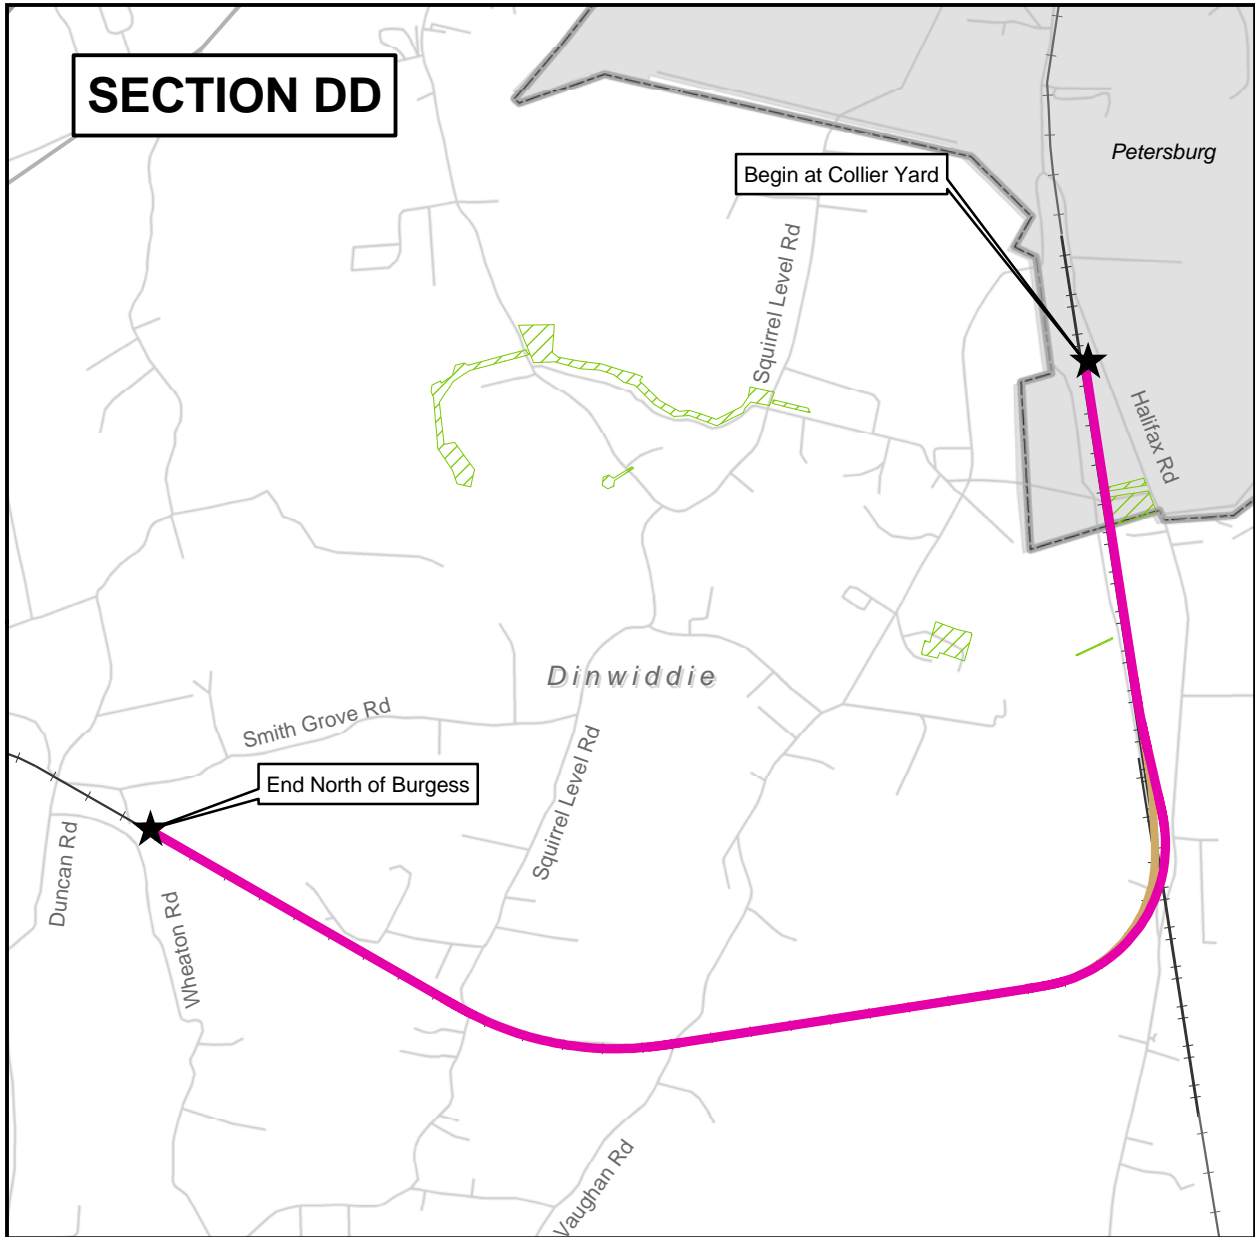 SECTION DD
Petersburg
Begin at Collier Yard
Squirrel Level Rd
Halifax Rd
Dinwiddie
Smith Grove Rd
End North of Burgess
Squirrel Level Rd
Duncan Rd
Wheaton Rd
Vaughan Rd